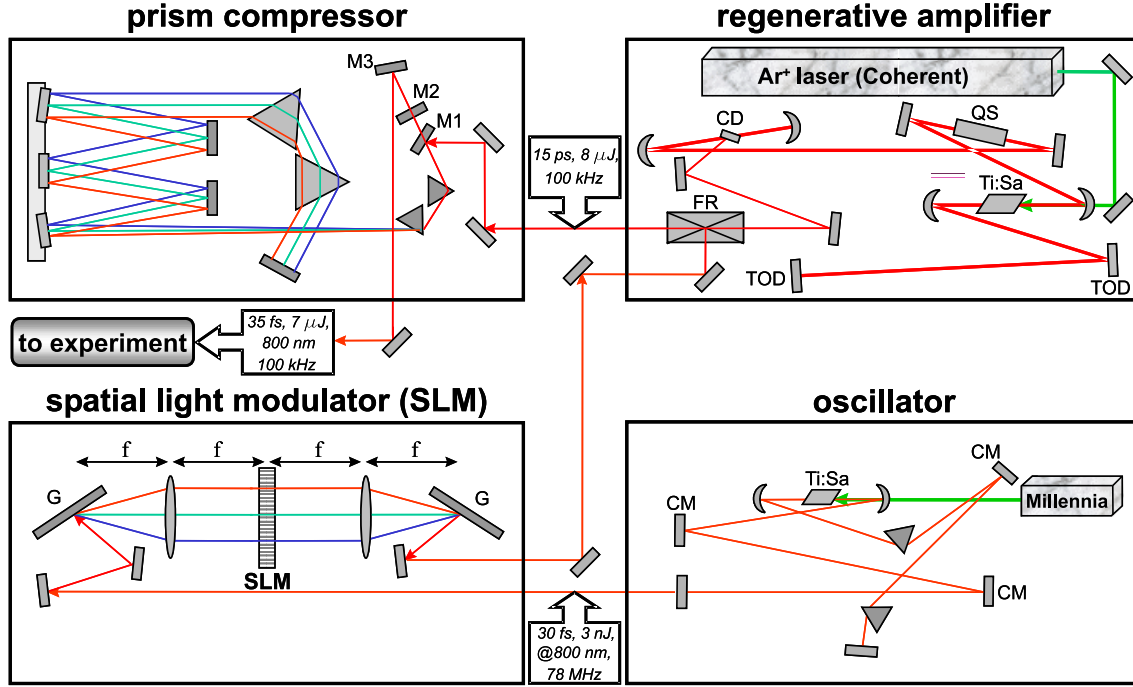 prism compressor
regenerative amplifier
M3
M2
M1
15 ps, 8 μJ,
100 kHz
Ar⁺ laser (Coherent)
CD
QS
Ti:Sa
FR
TOD
TOD
to experiment
35 fs, 7 μJ,
800 nm
100 kHz
spatial light modulator (SLM)
oscillator
f
f
f
f
G
G
SLM
30 fs, 3 nJ,
@800 nm,
78 MHz
CM
Ti:Sa
CM
Millennia
CM